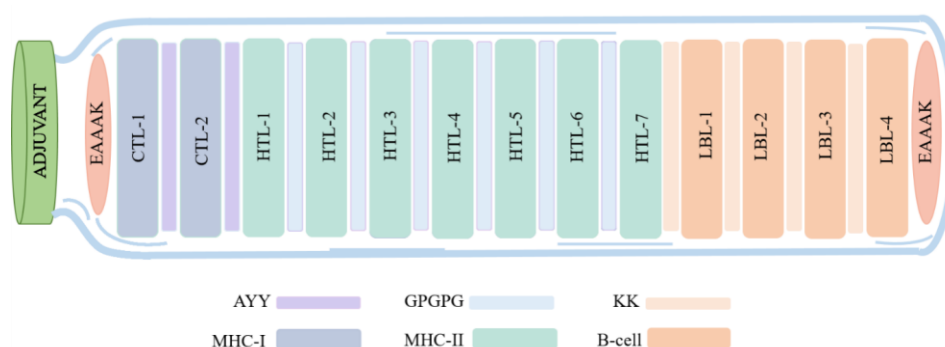 ADJUVANT
EAAAK
CTL-1
CTL-2
HTL-1
HTL-2
HTL-3
HTL-4
HTL-5
HTL-6
HTL-7
LBL-1
LBL-2
LBL-3
LBL-4
EAAAK
AYY GPGPG KK
MHC-I MHC-II B-cell